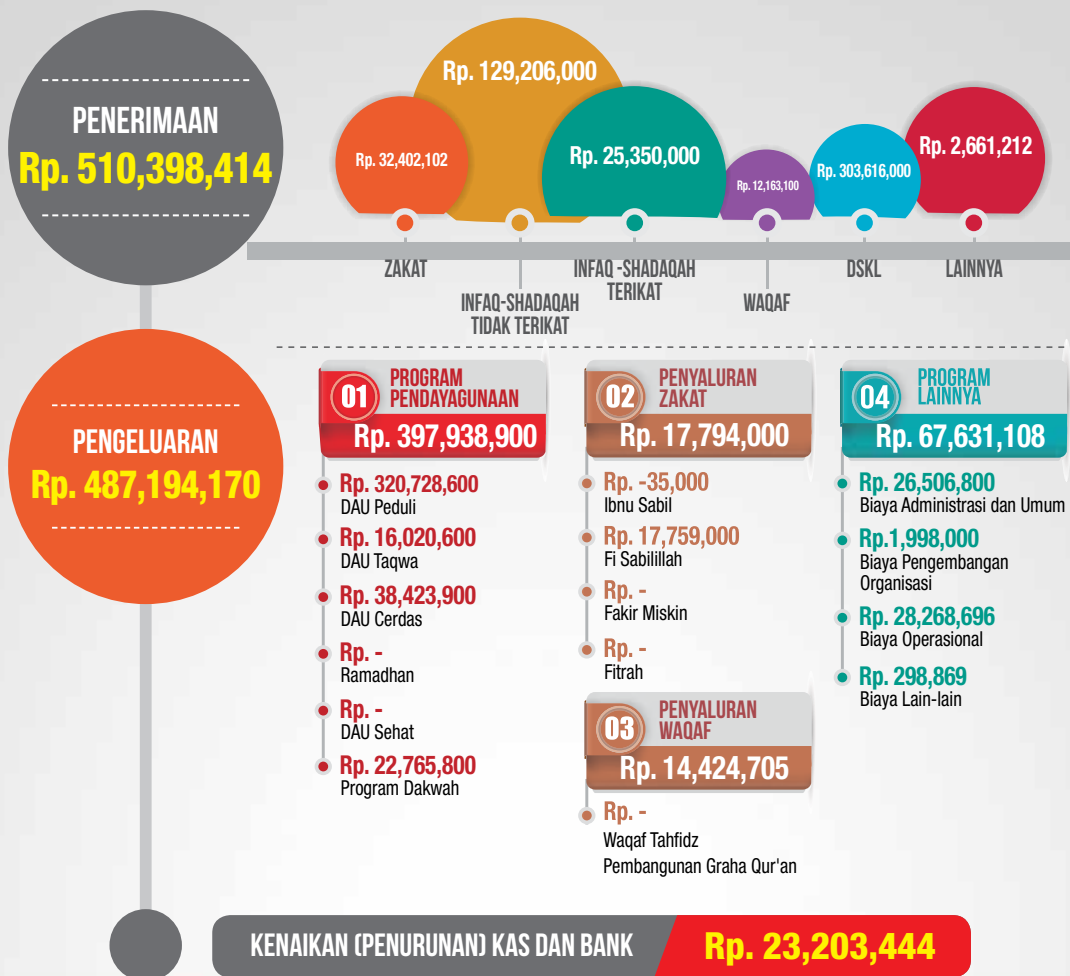 PENERIMAAN
Rp. 510,398,414
Rp. 32,402,102
Rp. 129,206,000
Rp. 25,350,000
Rp. 12,163,100
Rp. 303,616,000
Rp. 2,661,212
ZAKAT
INFAQ-SHADAQAH
TIDAK TERIKAT
INFAQ -SHADAQAH
TERIKAT
WAQAF
DSKL
LAINNYA
PENGELUARAN
Rp. 487,194,170
01
PROGRAM
PENDAYAGUNAAN
Rp. 397,938,900
Rp. 320,728,600
DAU Peduli
Rp. 16,020,600
DAU Taqwa
Rp. 38,423,900
DAU Cerdas
Rp. -
Ramadhan
Rp. -
DAU Sehat
Rp. 22,765,800
Program Dakwah
02
PENYALURAN
ZAKAT
Rp. 17,794,000
Rp. -35,000
Ibnu Sabil
Rp. 17,759,000
Fi Sabilillah
Rp. -
Fakir Miskin
Rp. -
Fitrah
03
PENYALURAN
WAQAF
Rp. 14,424,705
Rp. -
Waqaf Tahfidz
Pembangunan Graha Qur'an
04
PROGRAM
LAINNYA
Rp. 67,631,108
Rp. 26,506,800
Biaya Administrasi dan Umum
Rp.1,998,000
Biaya Pengembangan
Organisasi
Rp. 28,268,696
Biaya Operasional
Rp. 298,869
Biaya Lain-lain
KENAIKAN (PENURUNAN) KAS DAN BANK
Rp. 23,203,444